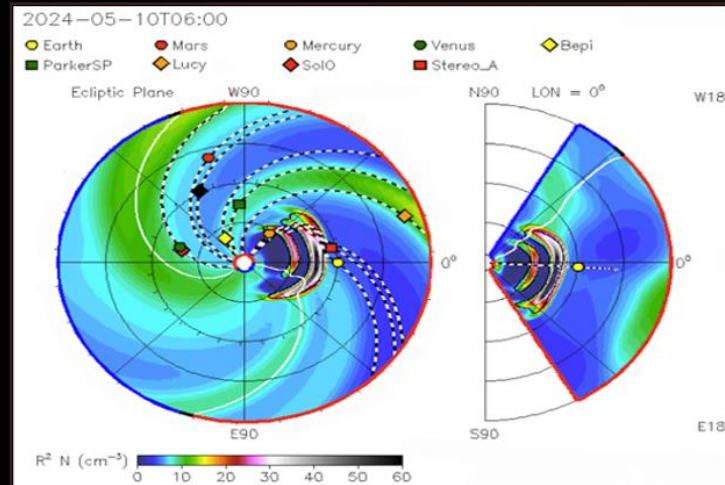 2024-05-10T06:00
Earth Mars Mercury Venus Bepi
ParkerSP Lucy SolO Stereo_A
Ecliptic Plane W90 N90 LON = 0° W18
0° 0°
E90 S90 E18
R² N (cm⁻³) 0 10 20 30 40 50 60